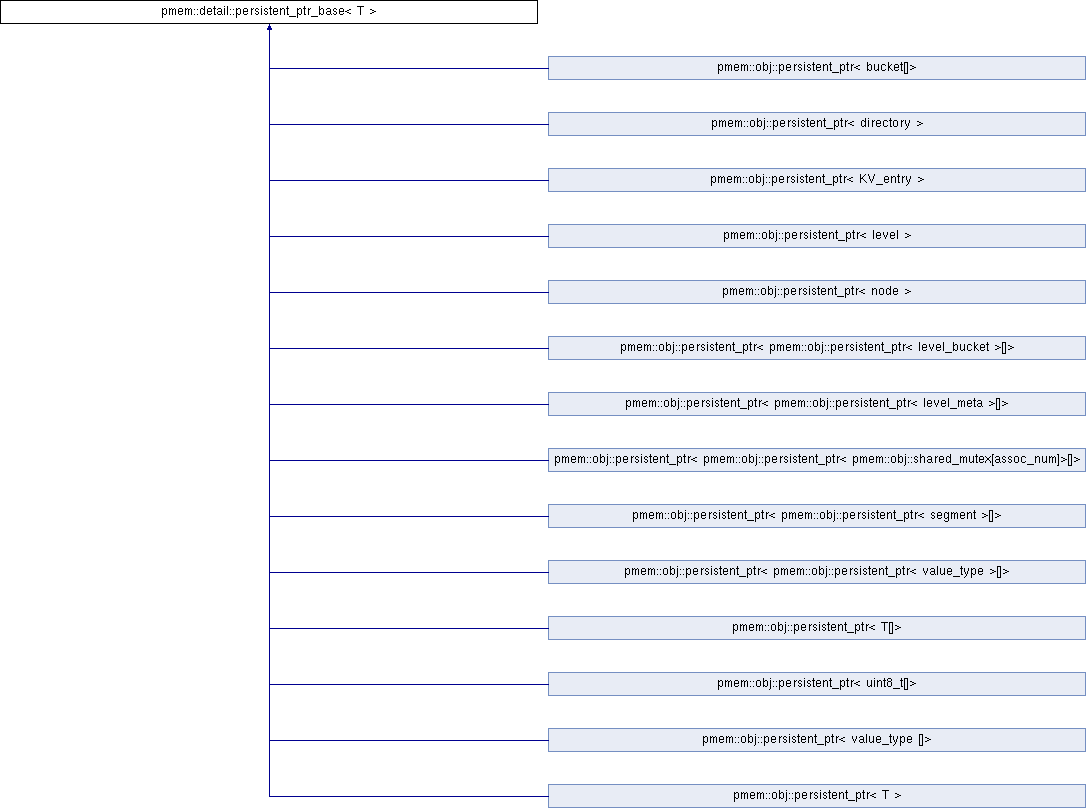 pmem::detail::persistent_ptr_base< T >
pmem::obj::persistent_ptr< bucket[]>
pmem::obj::persistent_ptr< directory >
pmem::obj::persistent_ptr< KV_entry >
pmem::obj::persistent_ptr< level >
pmem::obj::persistent_ptr< node >
pmem::obj::persistent_ptr< pmem::obj::persistent_ptr< level_bucket >[]>
pmem::obj::persistent_ptr< pmem::obj::persistent_ptr< level_meta >[]>
pmem::obj::persistent_ptr< pmem::obj::persistent_ptr< pmem::obj::shared_mutex[assoc_num]>[]>
pmem::obj::persistent_ptr< pmem::obj::persistent_ptr< segment >[]>
pmem::obj::persistent_ptr< pmem::obj::persistent_ptr< value_type >[]>
pmem::obj::persistent_ptr< T[]>
pmem::obj::persistent_ptr< uint8_t[]>
pmem::obj::persistent_ptr< value_type []>
pmem::obj::persistent_ptr< T >